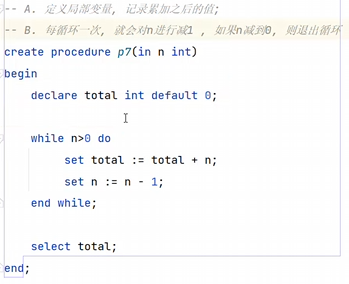 -- A. 定义局部变量, 记录累加之后的值;
-- B. 每循环一次, 就会对n进行减1 , 如果n减到0, 则退出循环
create procedure p7(in n int)
begin
declare total int default 0;
while n>0 do
set total := total + n;
set n := n - 1;
end while;
select total;
end;